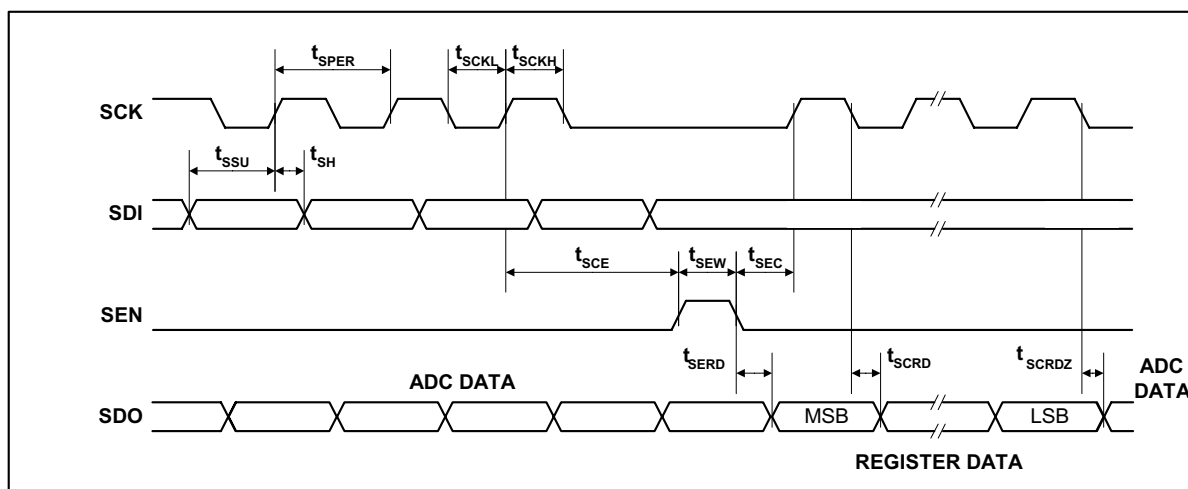 tSPER
tSCKL tSCKH
SCK
tSSU tSH
SDI
tSCE tSEW tSEC
SEN
tSERD tSCRD tSCRDZ
ADC DATA
ADC DATA
SDO MSB LSB
REGISTER DATA